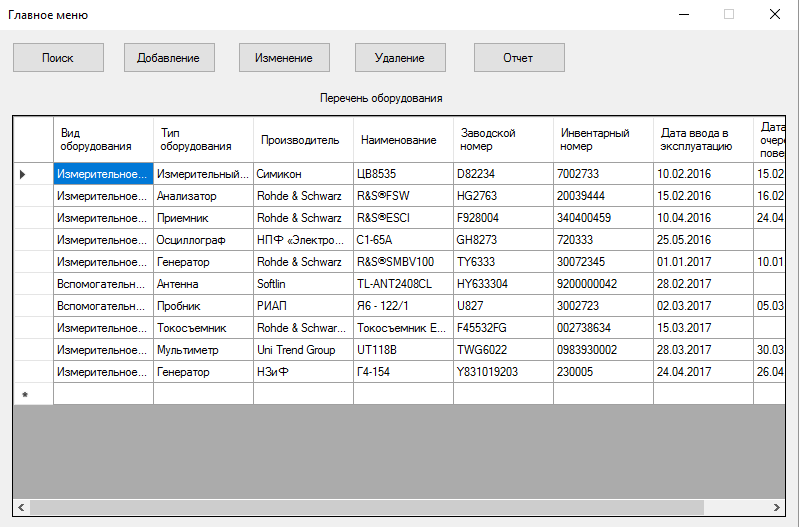 Главное меню
Поиск Добавление Изменение Удаление Отчет
Перечень оборудования
Вид оборудования Тип оборудования Производитель Наименование Заводской номер Инвентарный номер Дата ввода в эксплуатацию Дата очере пове
Измерительное... Измерительный... Симикон ЦВ8535 D82234 7002733 10.02.2016 15.02
Измерительное... Анализатор Rohde & Schwarz R&S®FSW HG2763 20039444 15.02.2016 16.02
Измерительное... Приемник Rohde & Schwarz R&S®ESCI F928004 340400459 10.04.2016 24.04
Измерительное... Осциллограф НПФ «Электро... С1-65А GH8273 720333 25.05.2016
Измерительное... Генератор Rohde & Schwarz R&S®SMBV100 TY6333 30072345 01.01.2017 10.01
Вспомогательн... Антенна Softlin TL-ANT2408CL HY633304 9200000042 28.02.2017
Вспомогательн... Пробник РИАП Я6 - 122/1 U827 3002723 02.03.2017 05.03
Измерительное... Токосъемник Rohde & Schwar... Токосъемник E... F45532FG 002738634 15.03.2017
Измерительное... Мультиметр Uni Trend Group UT118B TWG6022 0983930002 28.03.2017 30.03
Измерительное... Генератор НЗиФ Г4-154 Y831019203 230005 24.04.2017 26.04